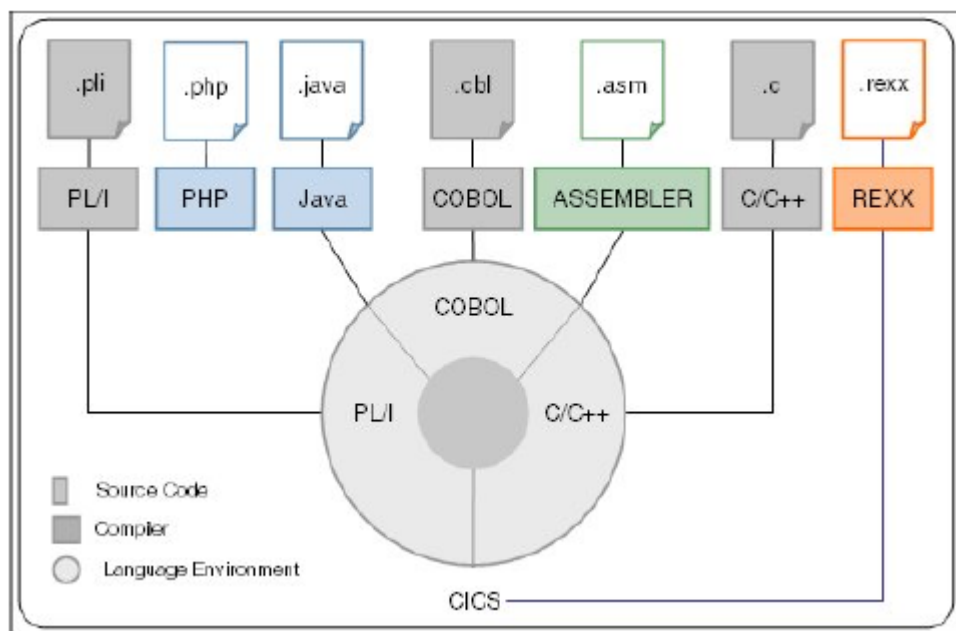 .pli
.php
.java
.cbl
.asm
.c
.rexx
PL/I
PHP
Java
COBOL
ASSEMBLER
C/C++
REXX
COBOL
PL/I
C/C++
Source Code
Compiler
Language Environment
CICS